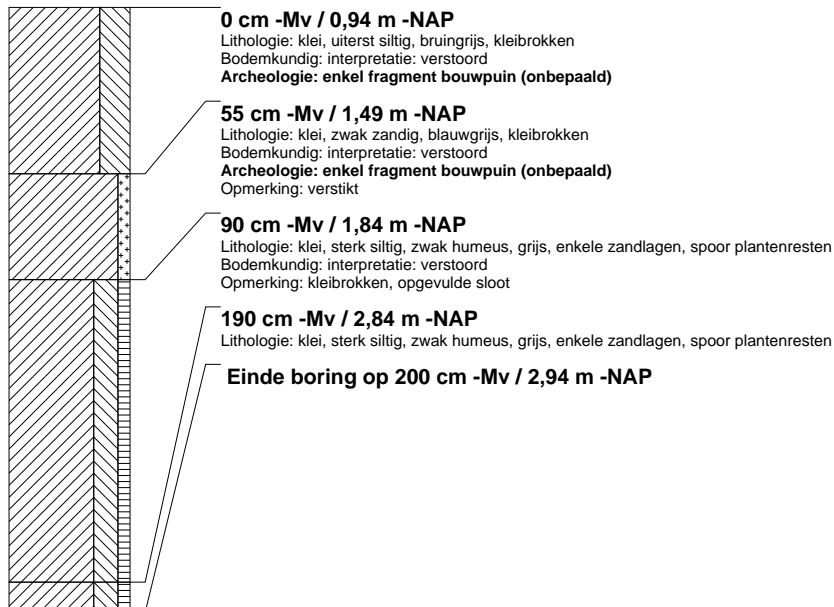 0 cm -Mv / 0,94 m -NAP
Lithologie: klei, uiterst siltig, bruingrijs, kleibrokken
Bodemkundig: interpretatie: verstoord
Archeologie: enkel fragment bouwpuin (onbepaald)
55 cm -Mv / 1,49 m -NAP
Lithologie: klei, zwak zandig, blauwgrijs, kleibrokken
Bodemkundig: interpretatie: verstoord
Archeologie: enkel fragment bouwpuin (onbepaald)
Opmerking: verstikt
90 cm -Mv / 1,84 m -NAP
Lithologie: klei, sterk siltig, zwak humeus, grijs, enkele zandlagen, spoor plantenresten
Bodemkundig: interpretatie: verstoord
Opmerking: kleibrokken, opgevulde sloot
190 cm -Mv / 2,84 m -NAP
Lithologie: klei, sterk siltig, zwak humeus, grijs, enkele zandlagen, spoor plantenresten
Einde boring op 200 cm -Mv / 2,94 m -NAP